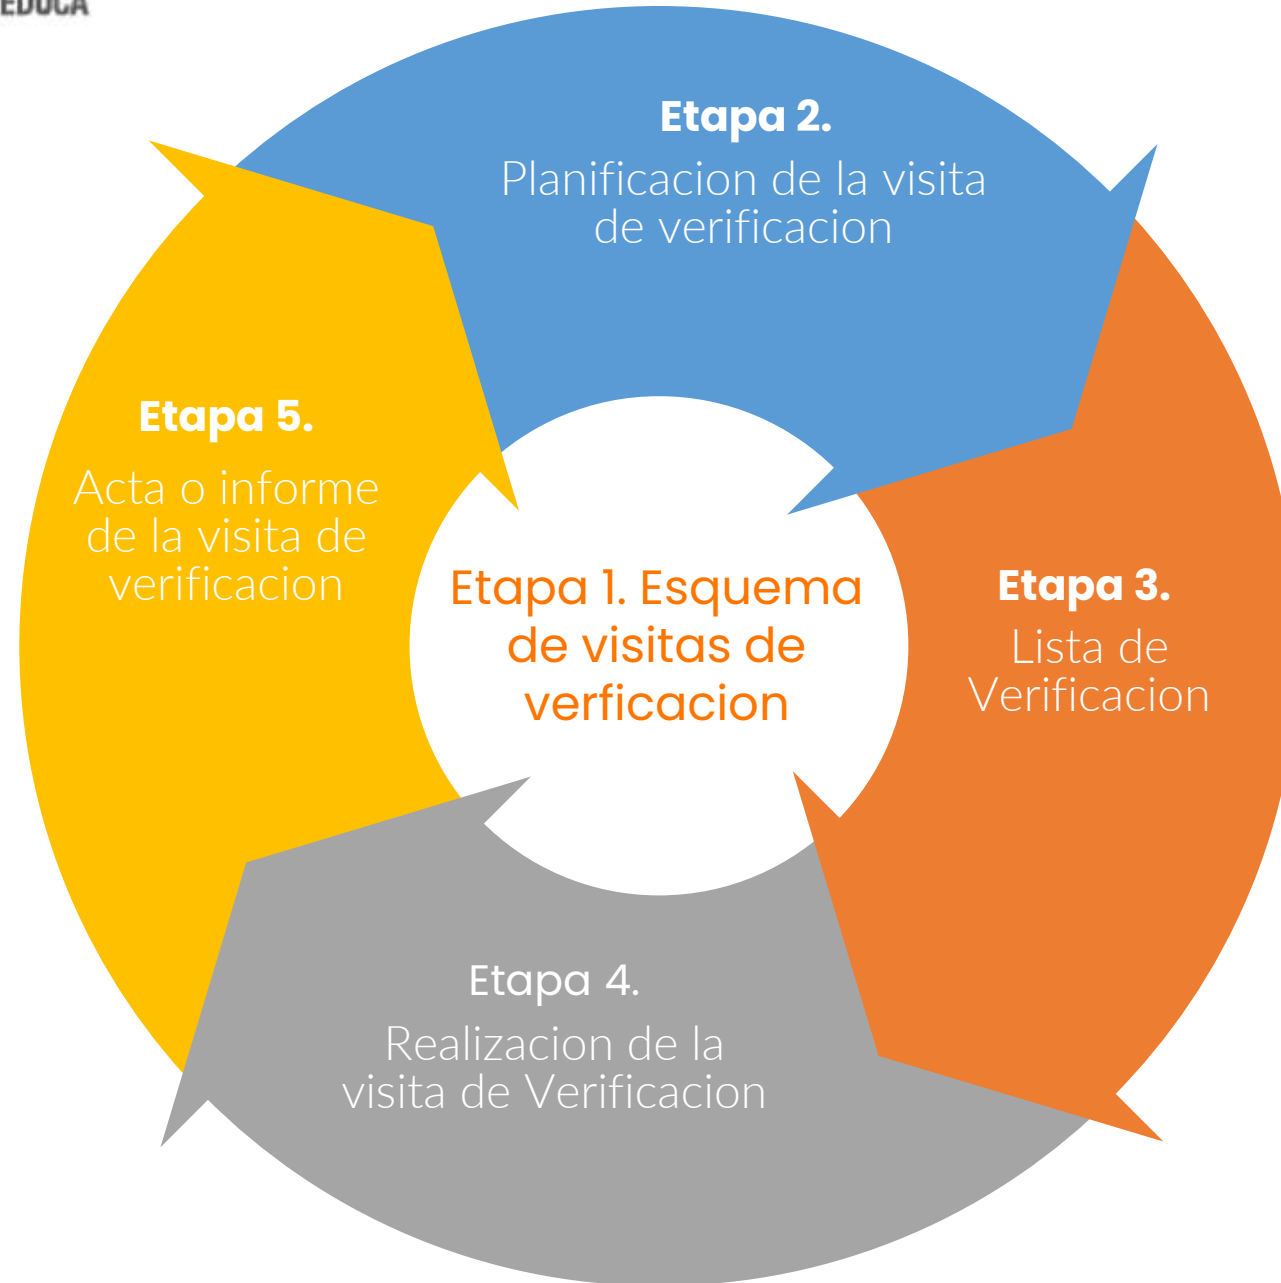 EDUCA
Etapa 2.
Planificacion de la visita
de verificacion
Etapa 5.
Acta o informe
de la visita de
verificacion
Etapa 1. Esquema
de visitas de
verficacion
Etapa 3.
Lista de
Verificacion
Etapa 4.
Realizacion de la
visita de Verificacion